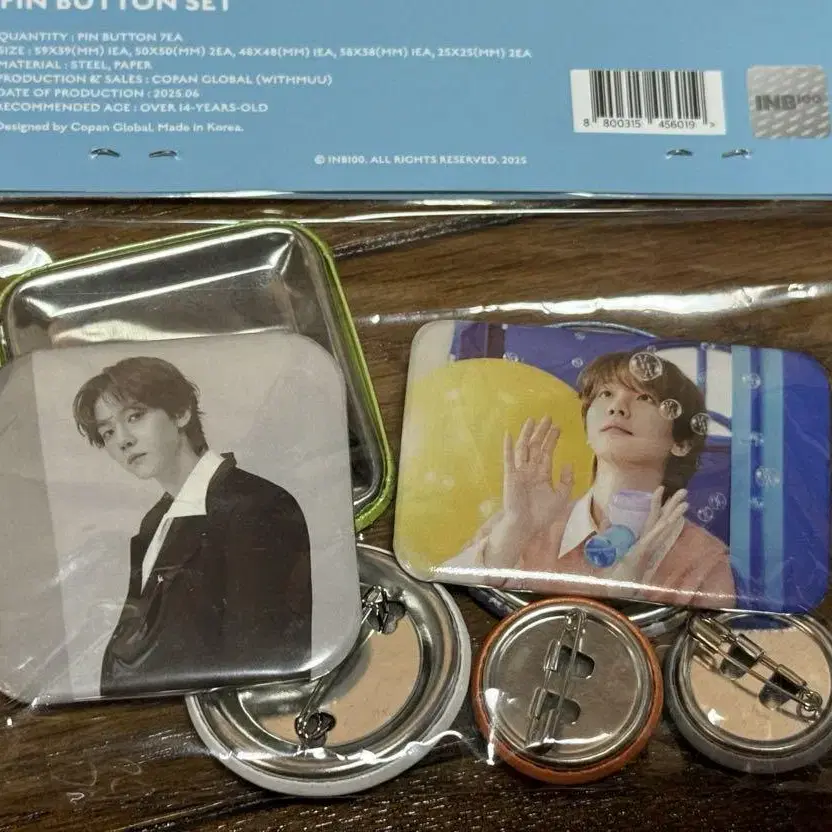 PIN BUTTON SET
QUANTITY : PIN BUTTON 7EA
SIZE : 59X39(MM) 1EA, 50X50(MM) 2EA, 48X48(MM) 1EA, 58X58(MM) 1EA, 25X25(MM) 2EA
MATERIAL : STEEL, PAPER
PRODUCTION & SALES : COPAN GLOBAL (WITHMUU)
DATE OF PRODUCTION : 2025.06
RECOMMENDED AGE : OVER 14-YEARS-OLD
Designed by Copan Global. Made in Korea.
8 800315 456019 >
INB100
© INB100. ALL RIGHTS RESERVED. 2025